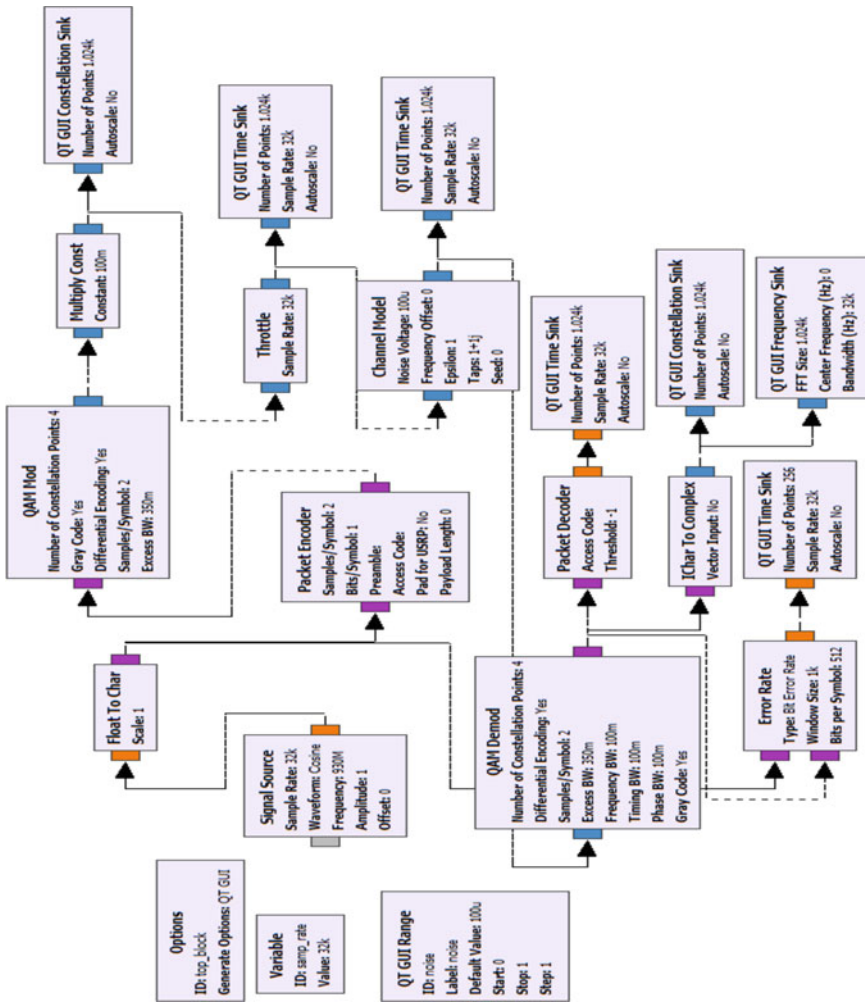 Options
ID: top_block
Generate Options: QT GUI
Variable
ID: samp_rate
Value: 32k
QT GUI Range
ID: noise
Label: noise
Default Value: 100u
Start: 0
Stop: 1
Step: 1
Signal Source
Sample Rate: 32k
Waveform: Cosine
Frequency: 930M
Amplitude: 1
Offset: 0
Float To Char
Scale: 1
Packet Encoder
Samples/Symbol: 2
Bits/Symbol: 1
Preamble:
Access Code:
Pad for USRP: No
Payload Length: 0
QAM Mod
Number of Constellation Points: 4
Gray Code: Yes
Differential Encoding: Yes
Samples/Symbol: 2
Excess BW: 350m
Multiply Const
Constant: 100m
QT GUI Constellation Sink
Number of Points: 1.024k
Autoscale: No
Throttle
Sample Rate: 32k
QT GUI Time Sink
Number of Points: 1.024k
Sample Rate: 32k
Autoscale: No
Channel Model
Noise Voltage: 100u
Frequency Offset: 0
Epsilon: 1
Taps: 1+1j
Seed: 0
QT GUI Time Sink
Number of Points: 1.024k
Sample Rate: 32k
Autoscale: No
QAM Demod
Number of Constellation Points: 4
Differential Encoding: Yes
Samples/Symbol: 2
Excess BW: 350m
Frequency BW: 100m
Timing BW: 100m
Phase BW: 100m
Gray Code: Yes
Packet Decoder
Access Code:
Threshold: -1
QT GUI Time Sink
Number of Points: 1.024k
Sample Rate: 32k
Autoscale: No
IChar To Complex
Vector Input: No
QT GUI Constellation Sink
Number of Points: 1.024k
Autoscale: No
QT GUI Frequency Sink
FFT Size: 1.024k
Center Frequency (Hz): 0
Bandwidth (Hz): 32k
Error Rate
Type: Bit Error Rate
Window Size: 1k
Bits per Symbol: 512
QT GUI Time Sink
Number of Points: 256
Sample Rate: 32k
Autoscale: No